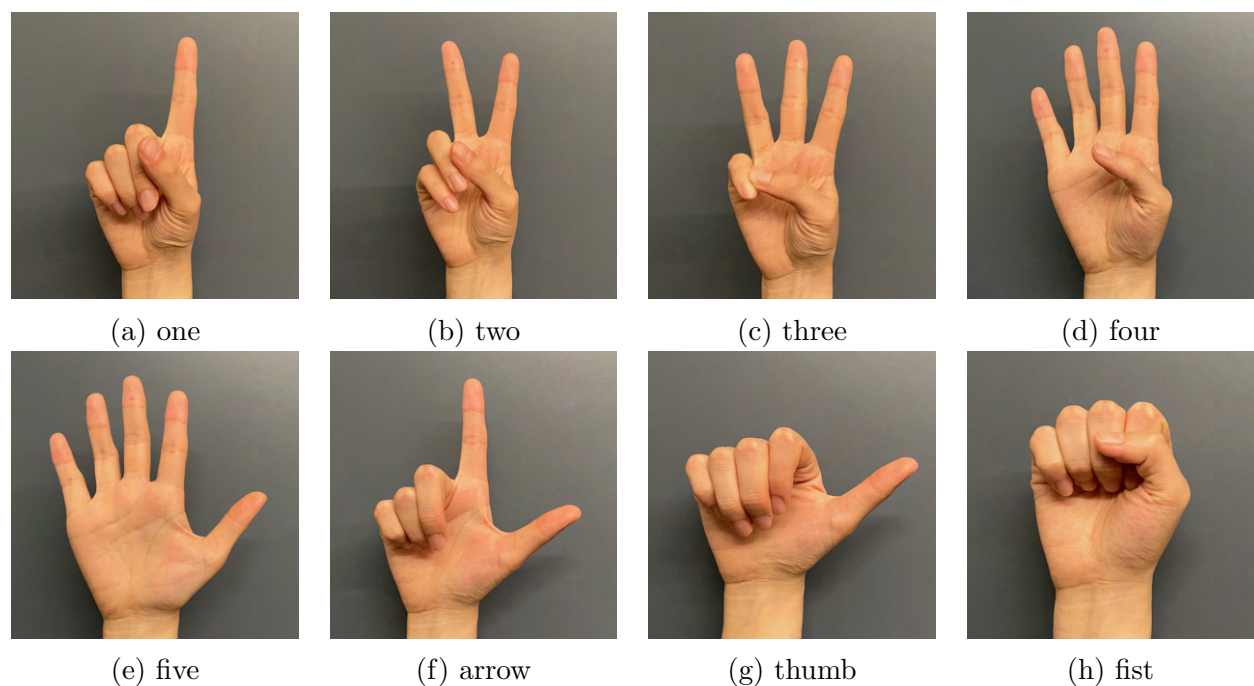 (a) one
(b) two
(c) three
(d) four
(e) five
(f) arrow
(g) thumb
(h) fist